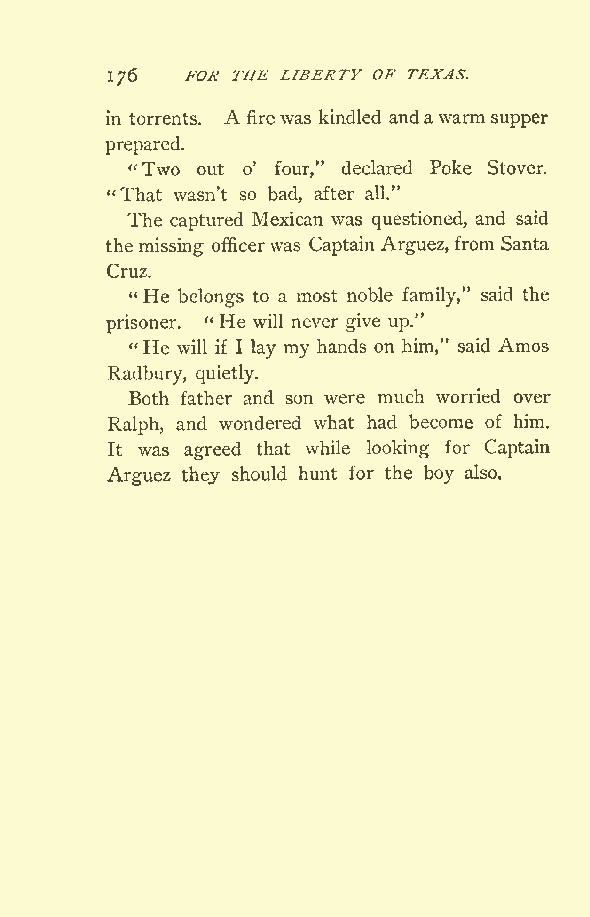 176 FOR THE LIBERTY OF TEXAS.
in torrents. A fire was kindled and a warm supper
prepared.
"Two out o' four," declared Poke Stover.
"That wasn't so bad, after all."
The captured Mexican was questioned, and said
the missing officer was Captain Arguez, from Santa
Cruz.
"He belongs to a most noble family," said the
prisoner. "He will never give up."
"He will if I lay my hands on him," said Amos
Radbury, quietly.
Both father and son were much worried over
Ralph, and wondered what had become of him.
It was agreed that while looking for Captain
Arguez they should hunt for the boy also.